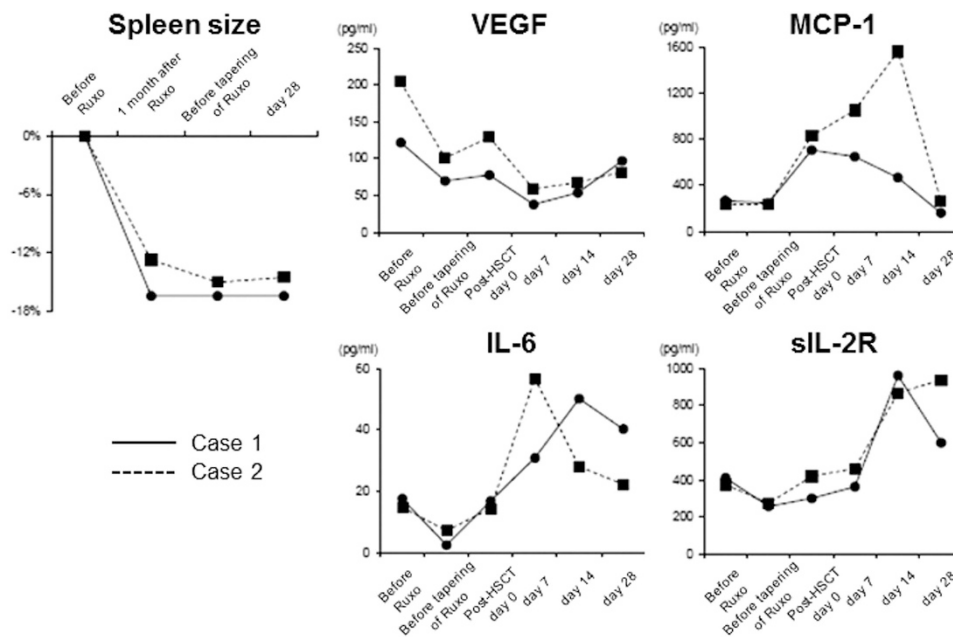 Spleen size
Before
Ruxo
1 month after
Ruxo
Before tapering
of Ruxo
day 28
0%
-6%
-12%
-18%
VEGF
(pg/ml)
250
200
150
100
50
0
Before
Ruxo
Before tapering
of Ruxo
Post-HSCT
day 0
day 7
day 14
day 28
MCP-1
(pg/ml)
1600
1200
800
400
0
Before
Ruxo
Before tapering
of Ruxo
Post-HSCT
day 0
day 7
day 14
day 28
Case 1
Case 2
IL-6
(pg/ml)
60
40
20
0
Before
Ruxo
Before tapering
of Ruxo
Post-HSCT
day 0
day 7
day 14
day 28
sIL-2R
(pg/ml)
1000
800
600
400
200
0
Before
Ruxo
Before tapering
of Ruxo
Post-HSCT
day 0
day 7
day 14
day 28